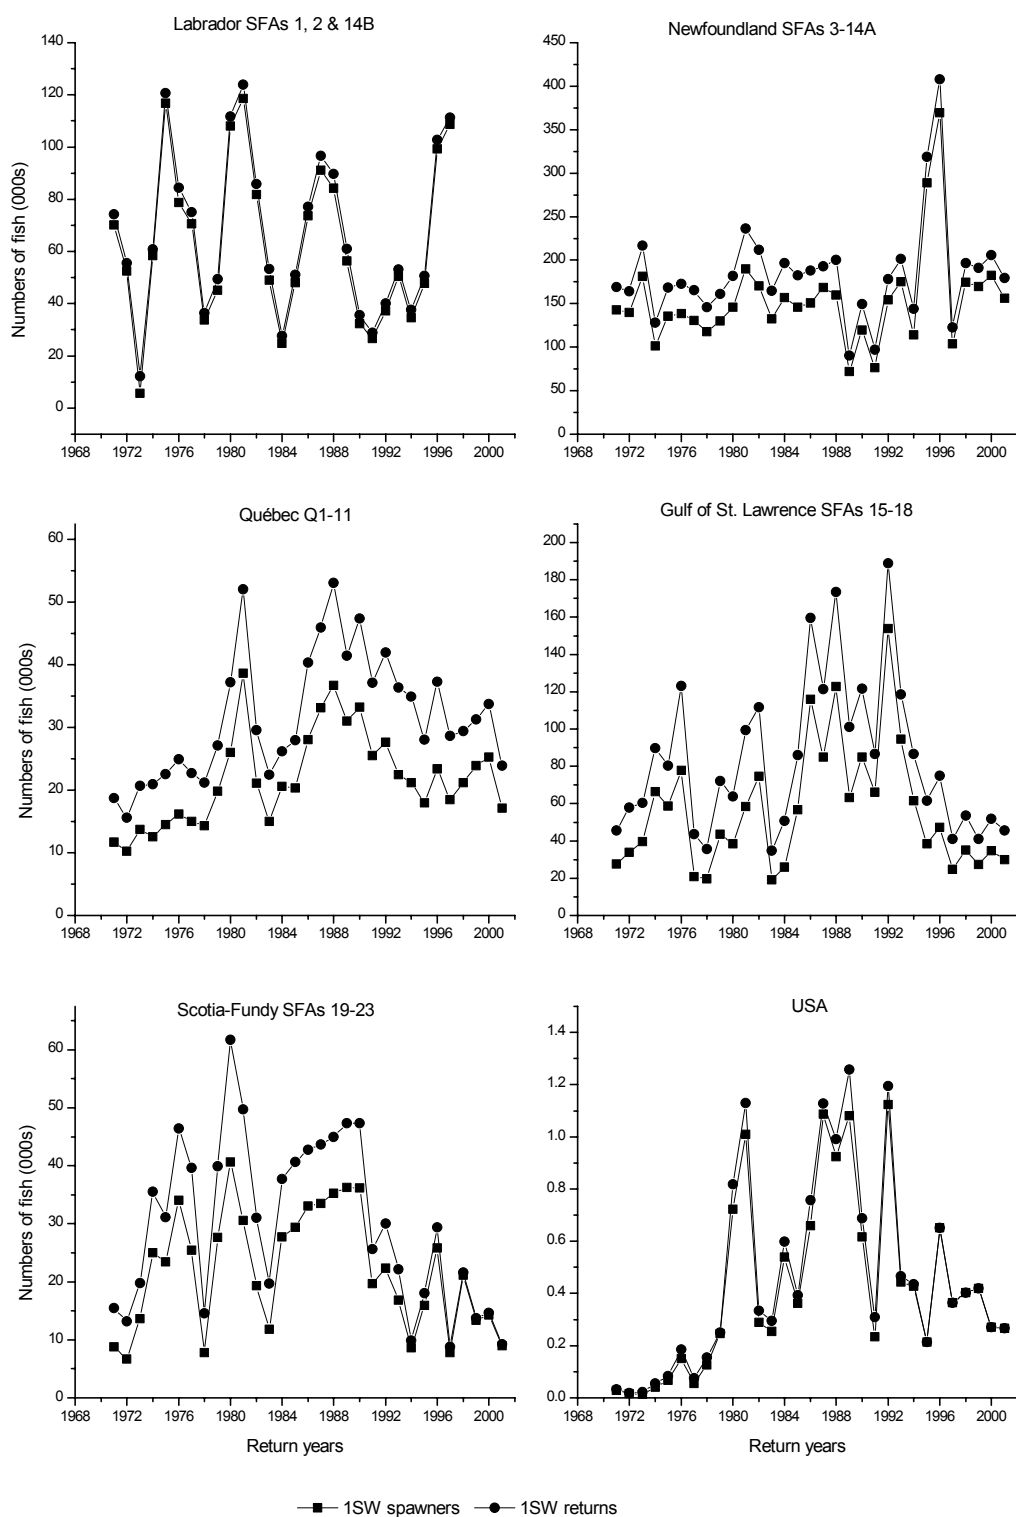 Labrador SFAs 1, 2 & 14B
140
120
100
80
60
40
20
0
Numbers of fish (000s)
1968 1972 1976 1980 1984 1988 1992 1996 2000
Newfoundland SFAs 3-14A
450
400
350
300
250
200
150
100
50
0
1968 1972 1976 1980 1984 1988 1992 1996 2000
Québec Q1-11
60
50
40
30
20
10
0
Numbers of fish (000s)
1968 1972 1976 1980 1984 1988 1992 1996 2000
Gulf of St. Lawrence SFAs 15-18
200
180
160
140
120
100
80
60
40
20
0
1968 1972 1976 1980 1984 1988 1992 1996 2000
Scotia-Fundy SFAs 19-23
60
50
40
30
20
10
0
Numbers of fish (000s)
1968 1972 1976 1980 1984 1988 1992 1996 2000
Return years
USA
1.4
1.2
1.0
0.8
0.6
0.4
0.2
0.0
1968 1972 1976 1980 1984 1988 1992 1996 2000
Return years
1SW spawners 1SW returns